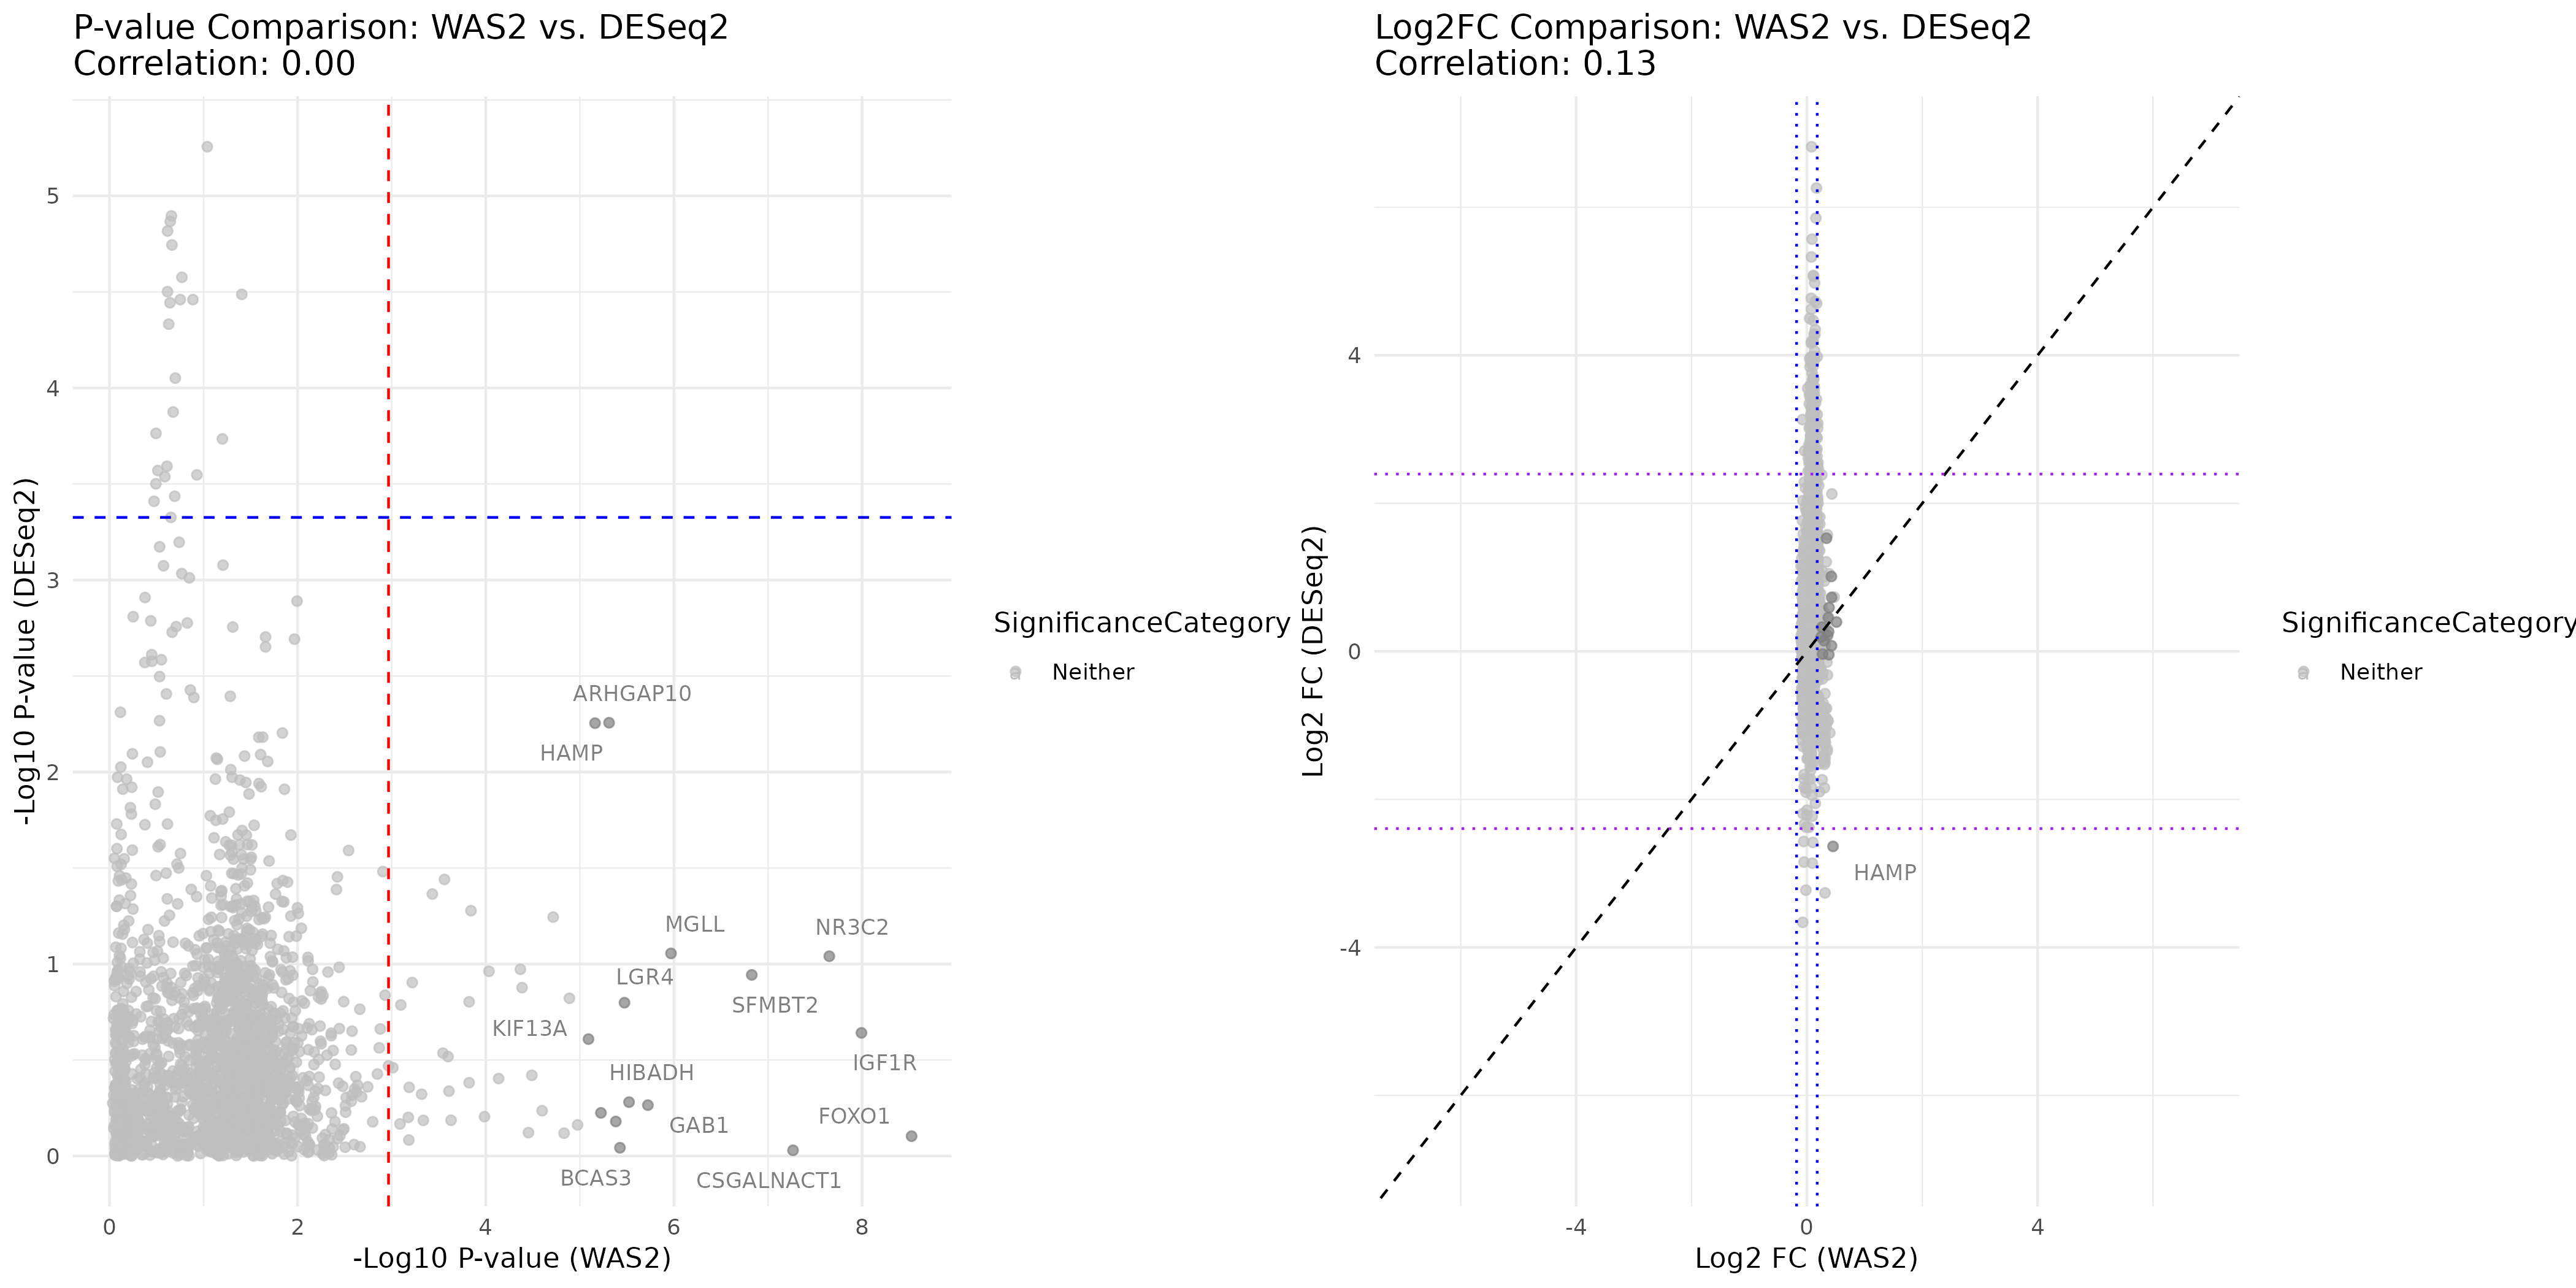 P-value Comparison: WAS2 vs. DESeq2
Correlation: 0.00
-Log10 P-value (DESeq2)
5
4
3
2
1
0
ARHGAP10
HAMP
MGLL
NR3C2
LGR4
SFMBT2
KIF13A
IGF1R
HIBADH
FOXO1
GAB1
BCAS3
CSGALNACT1
0
2
4
6
8
-Log10 P-value (WAS2)
SignificanceCategory
Neither
Log2FC Comparison: WAS2 vs. DESeq2
Correlation: 0.13
Log2 FC (DESeq2)
4
0
-4
HAMP
-4
0
4
Log2 FC (WAS2)
SignificanceCategory
Neither